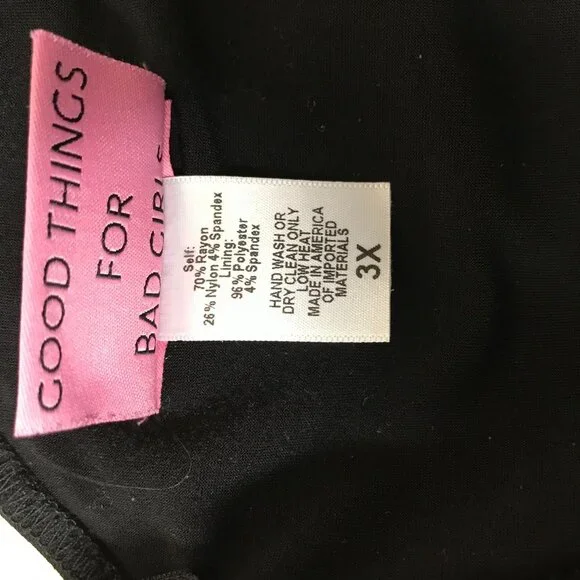 GOOD THINGS
FOR
BAD GIRLS
Self:
70% Rayon
26% Nylon 4% Spandex
Lining:
96% Polyester
4% Spandex
HAND WASH OR
DRY CLEAN ONLY
LOW HEAT
MADE IN AMERICA
OF IMPORTED
MATERIALS
3X